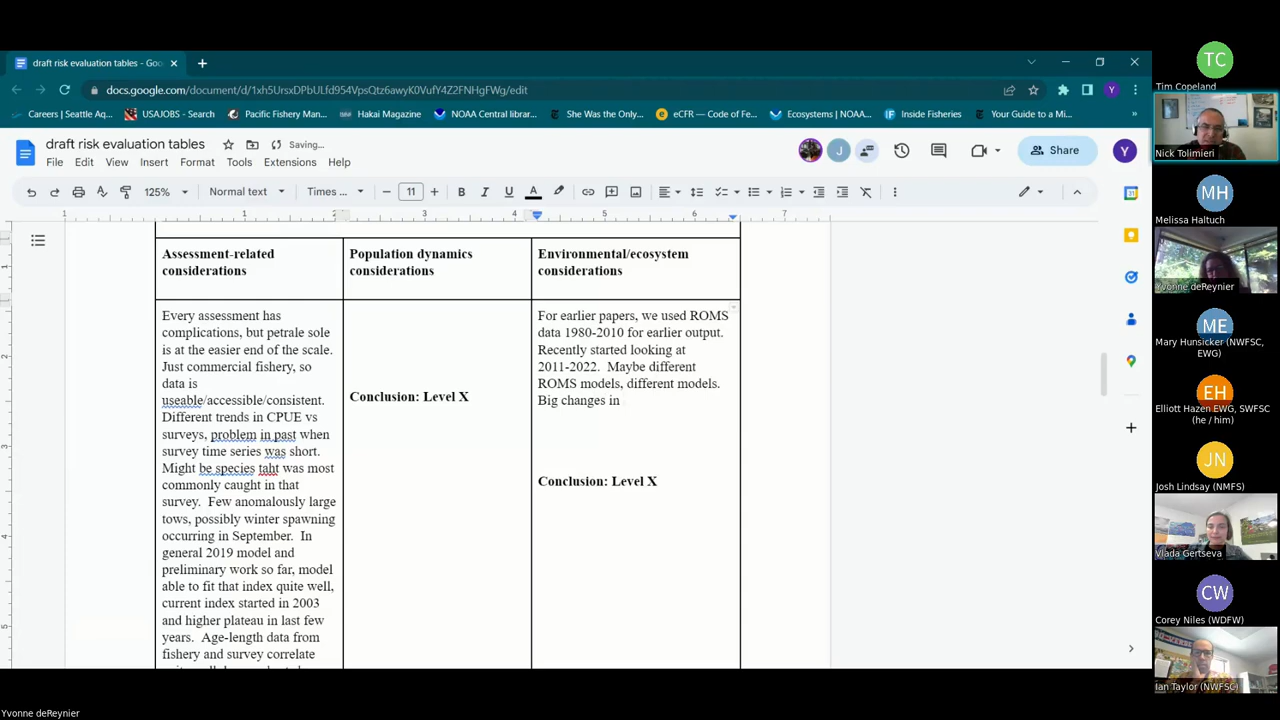 draft risk evaluation tables - Goo
docs.google.com/document/d/1xh5UrsxDPbULfd954VpsQtz6awyK0VufY4Z2FNHgFWg/edit
Careers | Seattle Aq...
USAJOBS - Search
Pacific Fishery Man...
Hakai Magazine
NOAA Central librar...
She Was the Only...
eCFR — Code of Fe...
Ecosystems | NOAA...
Inside Fisheries
Your Guide to a Mi...
draft risk evaluation tables
Saving...
File Edit View Insert Format Tools Extensions Help
J
Share
Y
125%
Normal text
Times ...
11
Assessment-related
considerations
Population dynamics
considerations
Environmental/ecosystem
considerations
Every assessment has
complications, but petrale sole
is at the easier end of the scale.
Just commercial fishery, so
data is
useable/accessible/consistent.
Different trends in CPUE vs
surveys, problem in past when
survey time series was short.
Might be species taht was most
commonly caught in that
survey. Few anomalously large
tows, possibly winter spawning
occurring in September. In
general 2019 model and
preliminary work so far, model
able to fit that index quite well,
current index started in 2003
and higher plateau in last few
years. Age-length data from
fishery and survey correlate
Conclusion: Level X
For earlier papers, we used ROMS
data 1980-2010 for earlier output.
Recently started looking at
2011-2022. Maybe different
ROMS models, different models.
Big changes in
Conclusion: Level X
TC
Tim Copeland
Nick Tolimieri
MH
Melissa Haltuch
Yvonne deReynier
ME
Mary Hunsicker (NWFSC,
EWG)
EH
Elliott Hazen EWG, SWFSC
(he / him)
JN
Josh Lindsay (NMFS)
Vlada Gertseva
CW
Corey Niles (WDFW)
Ian Taylor (NWFSC)
Yvonne deReynier